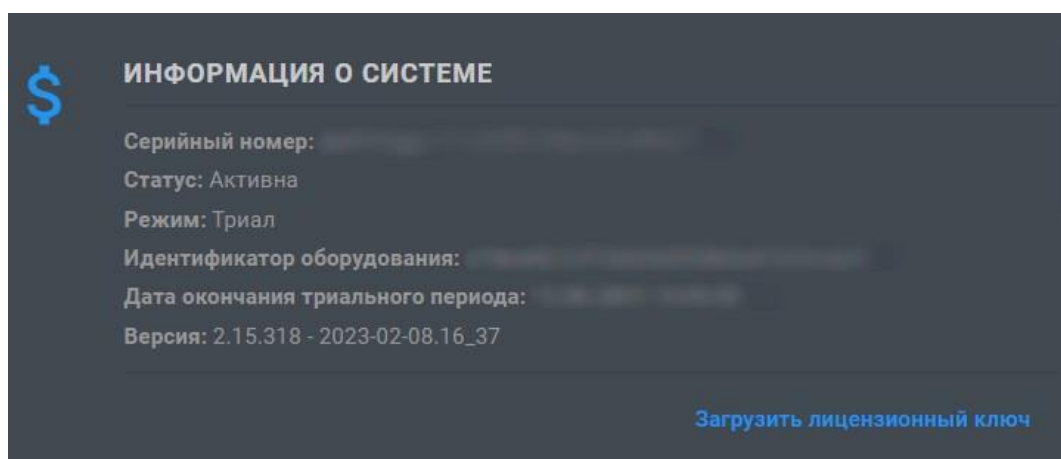 ИНФОРМАЦИЯ О СИСТЕМЕ
Серийный номер:
Статус: Активна
Режим: Триал
Идентификатор оборудования:
Дата окончания триального периода:
Версия: 2.15.318 - 2023-02-08.16_37
Загрузить лицензионный ключ